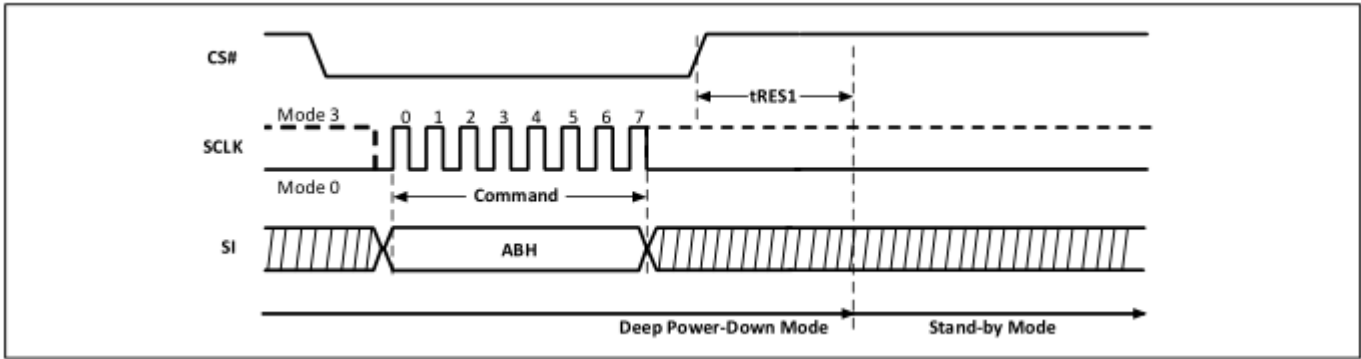 CS#
tRES1
Mode 3
0 1 2 3 4 5 6 7
SCLK
Mode 0
Command
SI
ABH
Deep Power-Down Mode
Stand-by Mode